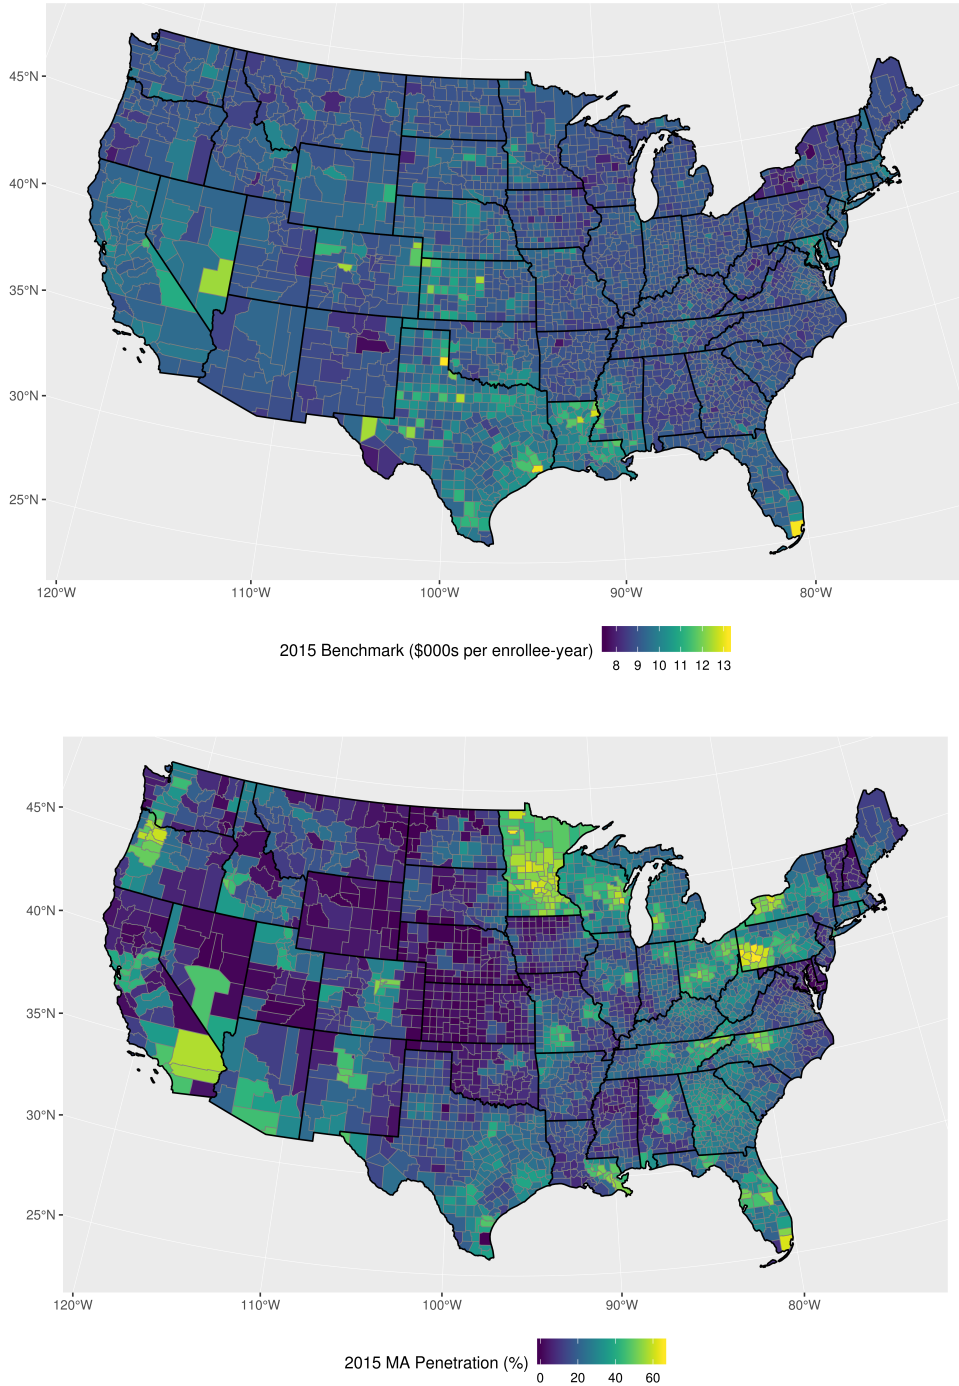 45°N
40°N
35°N
30°N
25°N
120°W
110°W
100°W
90°W
80°W
2015 Benchmark ($000s per enrollee-year)
8 9 10 11 12 13
45°N
40°N
35°N
30°N
25°N
120°W
110°W
100°W
90°W
80°W
2015 MA Penetration (%)
0 20 40 60